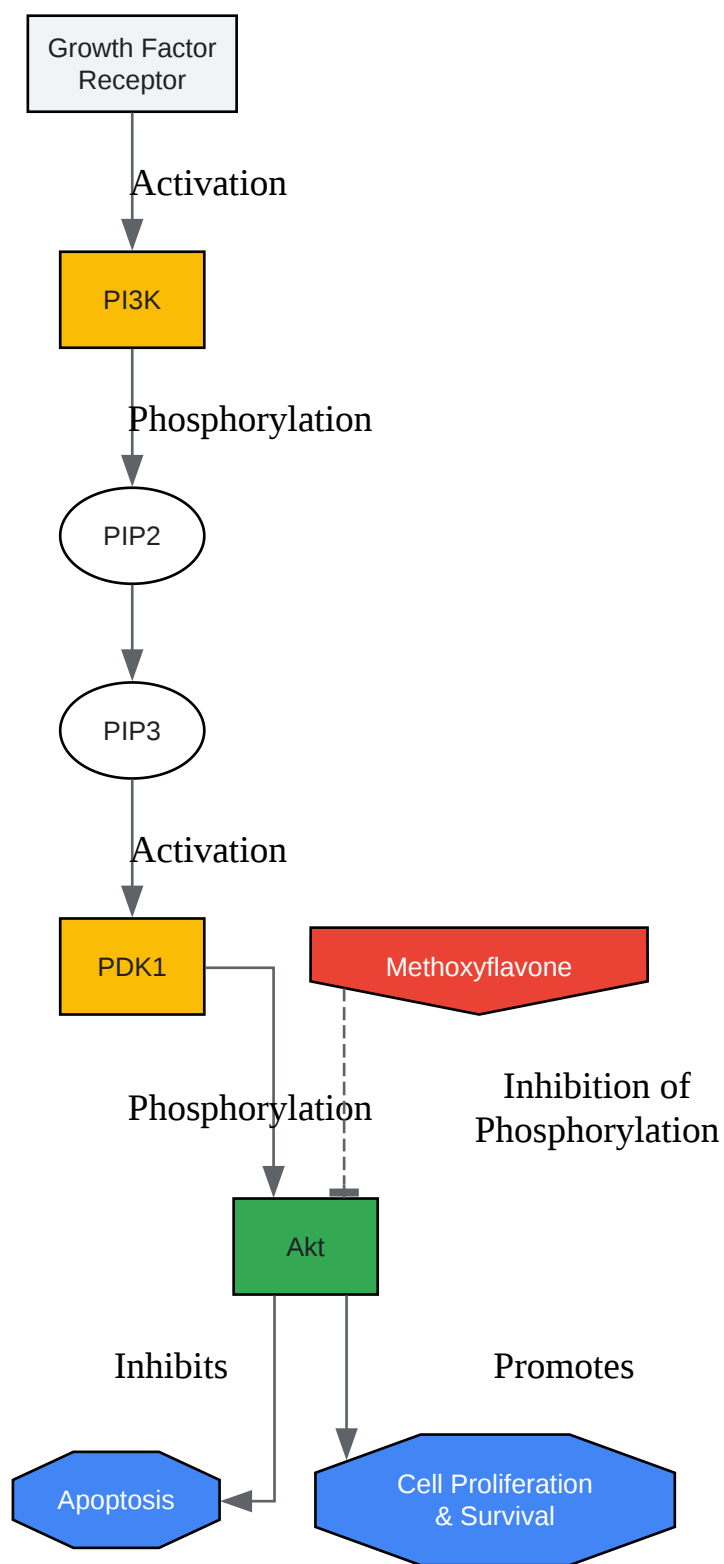 Growth Factor
Receptor
Activation
PI3K
Phosphorylation
PIP2
PIP3
Activation
PDK1
Methoxyflavone
Phosphorylation
Inhibition of
Phosphorylation
Akt
Inhibits
Promotes
Apoptosis
Cell Proliferation
& Survival